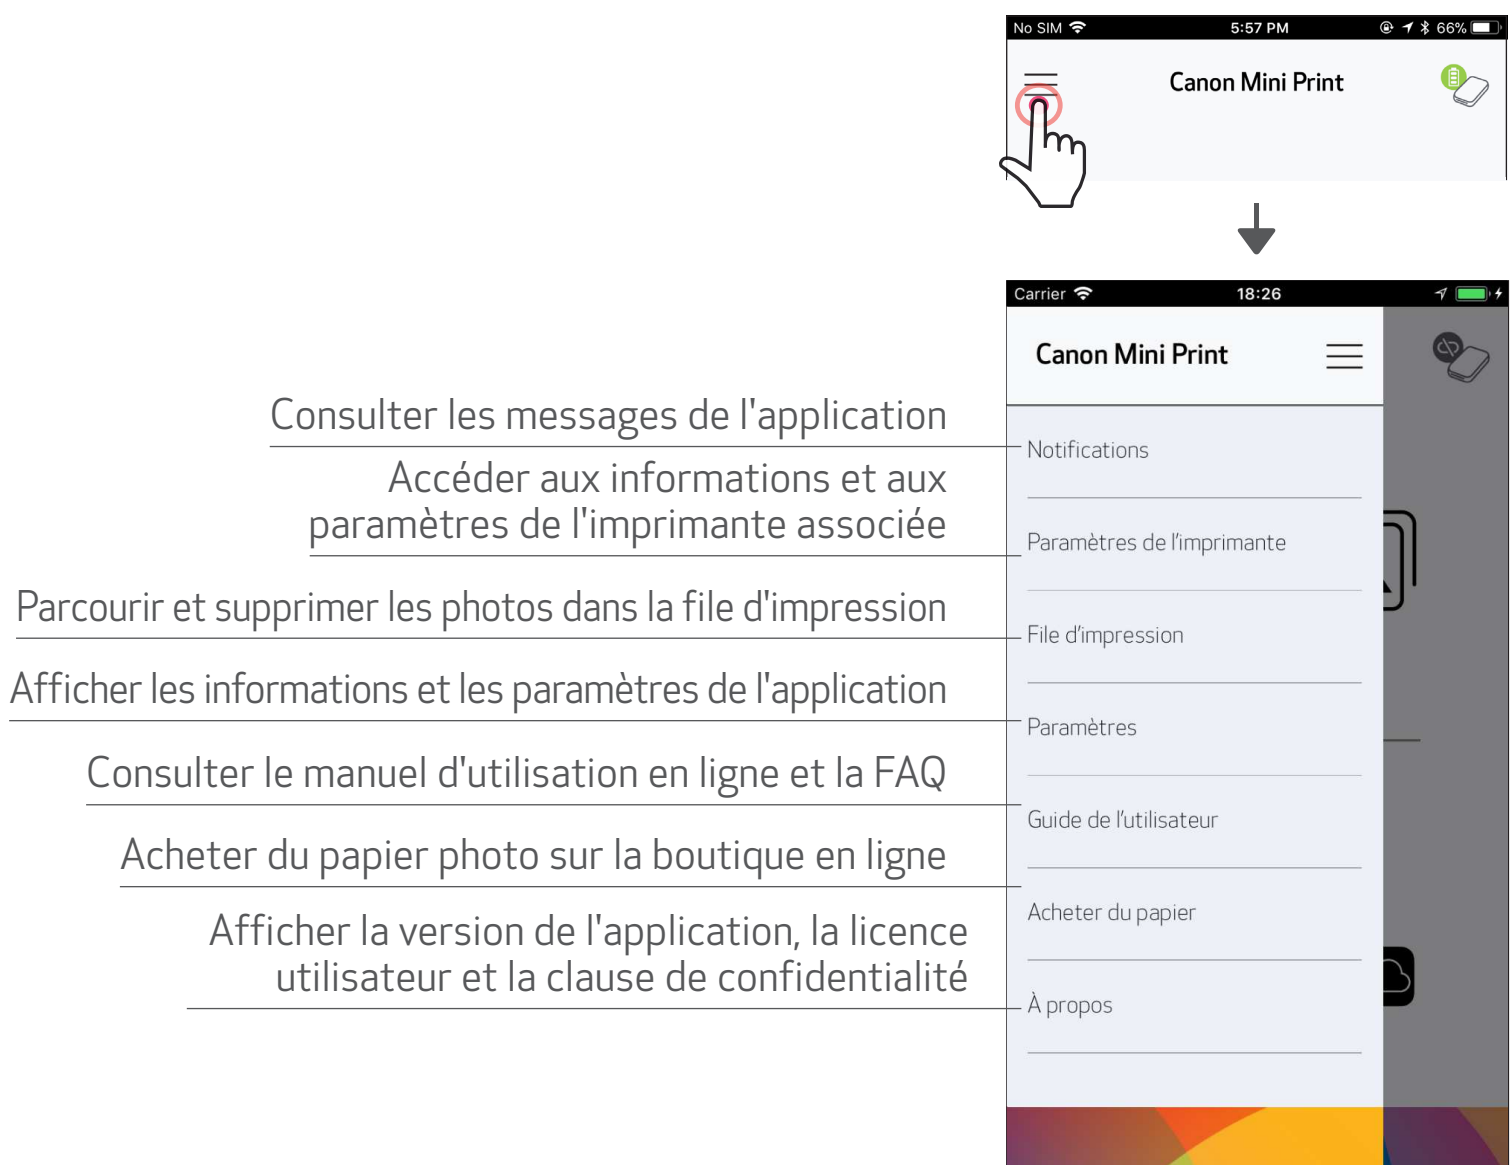 No SIM 5:57 PM 66%
Canon Mini Print
Carrier 18:26
Canon Mini Print
Consulter les messages de l'application
Notifications
Accéder aux informations et aux
paramètres de l'imprimante associée
Paramètres de l’imprimante
Parcourir et supprimer les photos dans la file d'impression
File d’impression
Afficher les informations et les paramètres de l'application
Paramètres
Consulter le manuel d'utilisation en ligne et la FAQ
Guide de l’utilisateur
Acheter du papier photo sur la boutique en ligne
Acheter du papier
Afficher la version de l'application, la licence
utilisateur et la clause de confidentialité
À propos